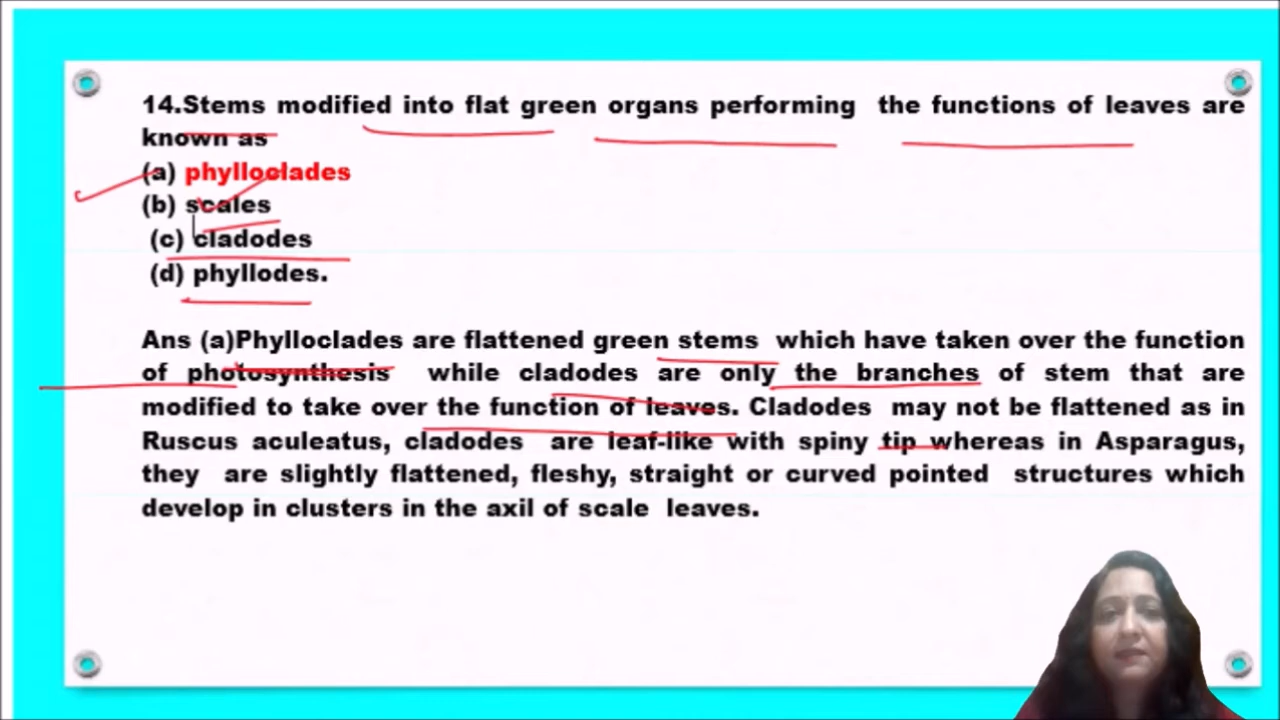 14.Stems modified into flat green organs performing the functions of leaves are
known as
(a) phylloclades
(b) scales
(c) cladodes
(d) phyllodes.
Ans (a)Phylloclades are flattened green stems which have taken over the function
of photosynthesis while cladodes are only the branches of stem that are
modified to take over the function of leaves. Cladodes may not be flattened as in
Ruscus aculeatus, cladodes are leaf-like with spiny tip whereas in Asparagus,
they are slightly flattened, fleshy, straight or curved pointed structures which
develop in clusters in the axil of scale leaves.